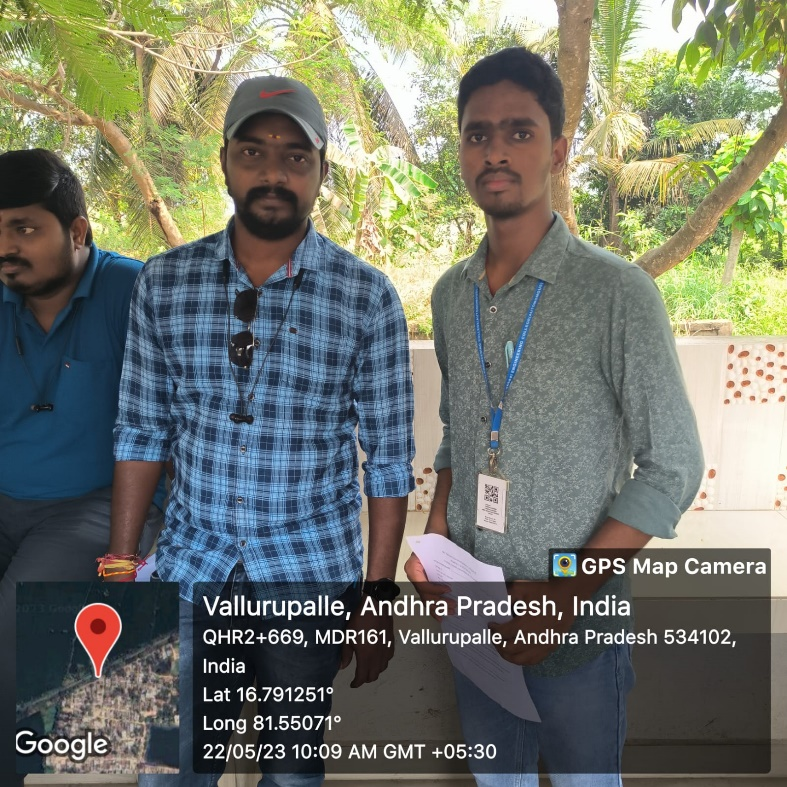 GPS Map Camera
Vallurupalle, Andhra Pradesh, India
QHR2+669, MDR161, Vallurupalle, Andhra Pradesh 534102,
India
Lat 16.791251°
Long 81.55071°
22/05/23 10:09 AM GMT +05:30
Google